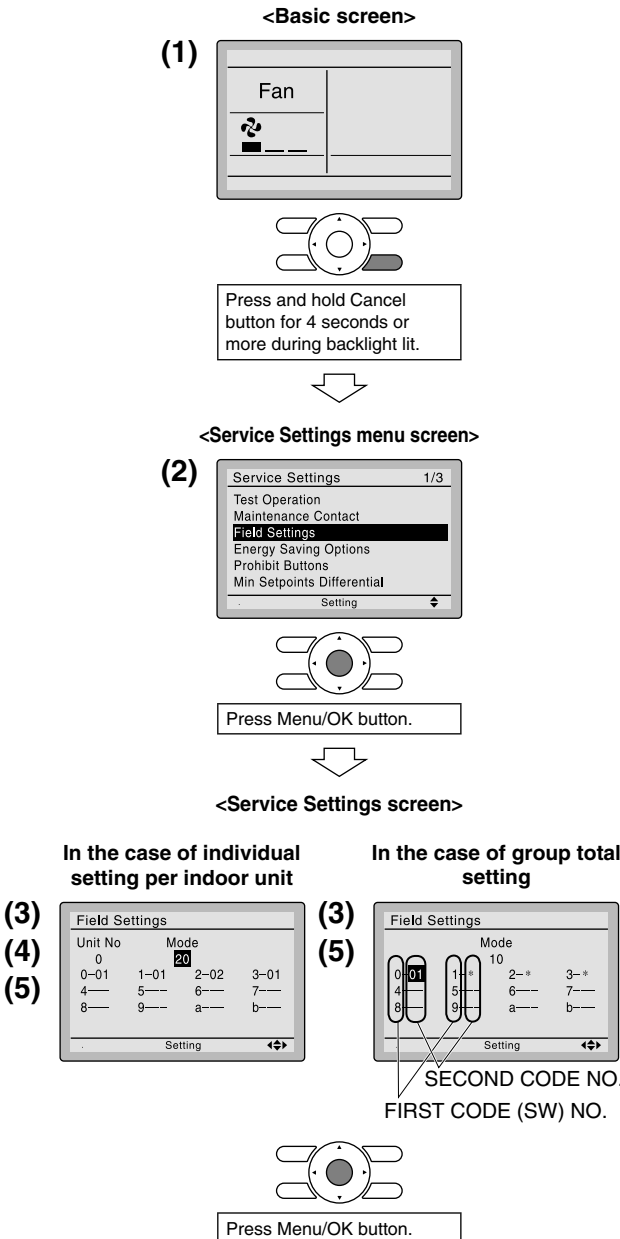 <Basic screen>
(1)
Fan
Press and hold Cancel
button for 4 seconds or
more during backlight lit.
<Service Settings menu screen>
(2)
Service Settings 1/3
Test Operation
Maintenance Contact
Field Settings
Energy Saving Options
Prohibit Buttons
Min Setpoints Differential
Setting
Press Menu/OK button.
<Service Settings screen>
In the case of individual
setting per indoor unit
(3)
(4)
(5)
Field Settings
Unit No Mode
0 20
0–01 1–01 2–02 3–01
4–– 5–– 6–– 7––
8–– 9–– a–– b––
Setting
In the case of group total
setting
(3)
(5)
Field Settings
Mode
10
0–01 1–* 2–* 3–*
4–– 5–– 6–– 7––
8–– 9–– a–– b––
Setting
SECOND CODE NO.
FIRST CODE (SW) NO.
Press Menu/OK button.